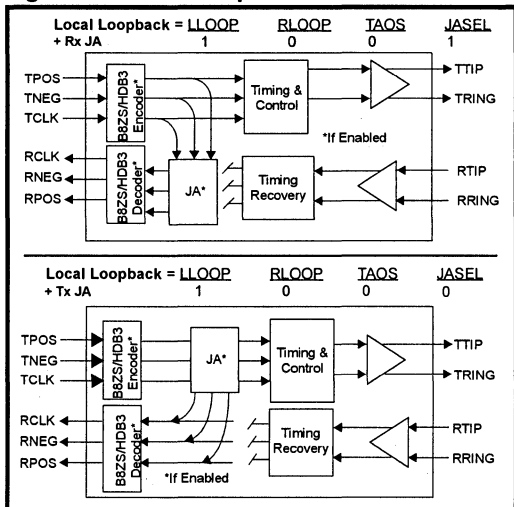 Local Loopback = LLOOP RLOOP TAOS JASEL
+ Rx JA 1 0 0 1
TPOS
TNEG
TCLK
B8ZS/HDB3
Encoder*
Timing &
Control
TTIP
TRING
*If Enabled
RCLK
RNEG
RPOS
B8ZS/HDB3
Decoder*
JA*
Timing
Recovery
RTIP
RRING
Local Loopback = LLOOP RLOOP TAOS JASEL
+ Tx JA 1 0 0 0
TPOS
TNEG
TCLK
B8ZS/HDB3
Encoder*
JA*
Timing &
Control
TTIP
TRING
RCLK
RNEG
RPOS
B8ZS/HDB3
Decoder*
*If Enabled
Timing
Recovery
RTIP
RRING